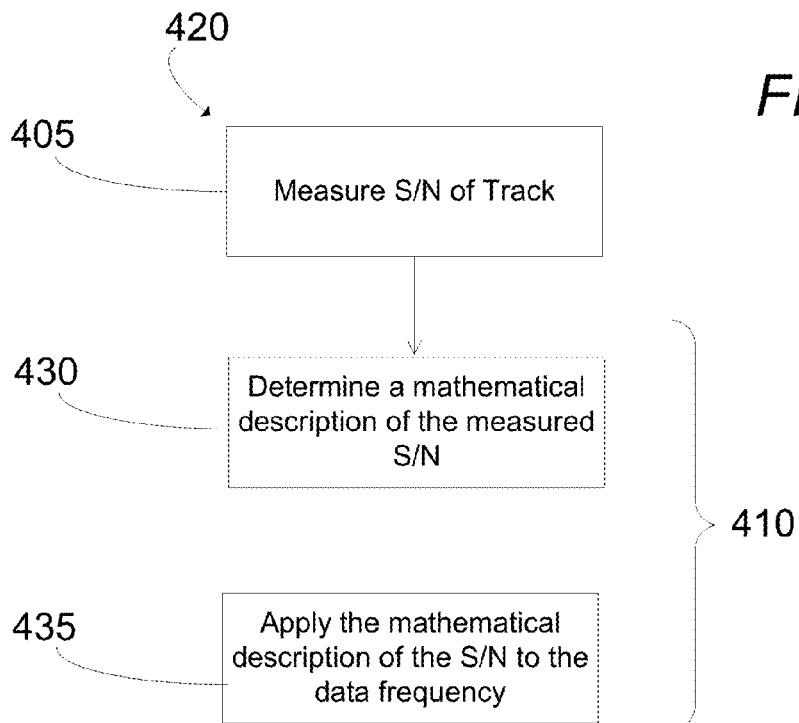 420
405
Measure S/N of Track
430
Determine a mathematical
description of the measured
S/N
410
435
Apply the mathematical
description of the S/N to the
data frequency